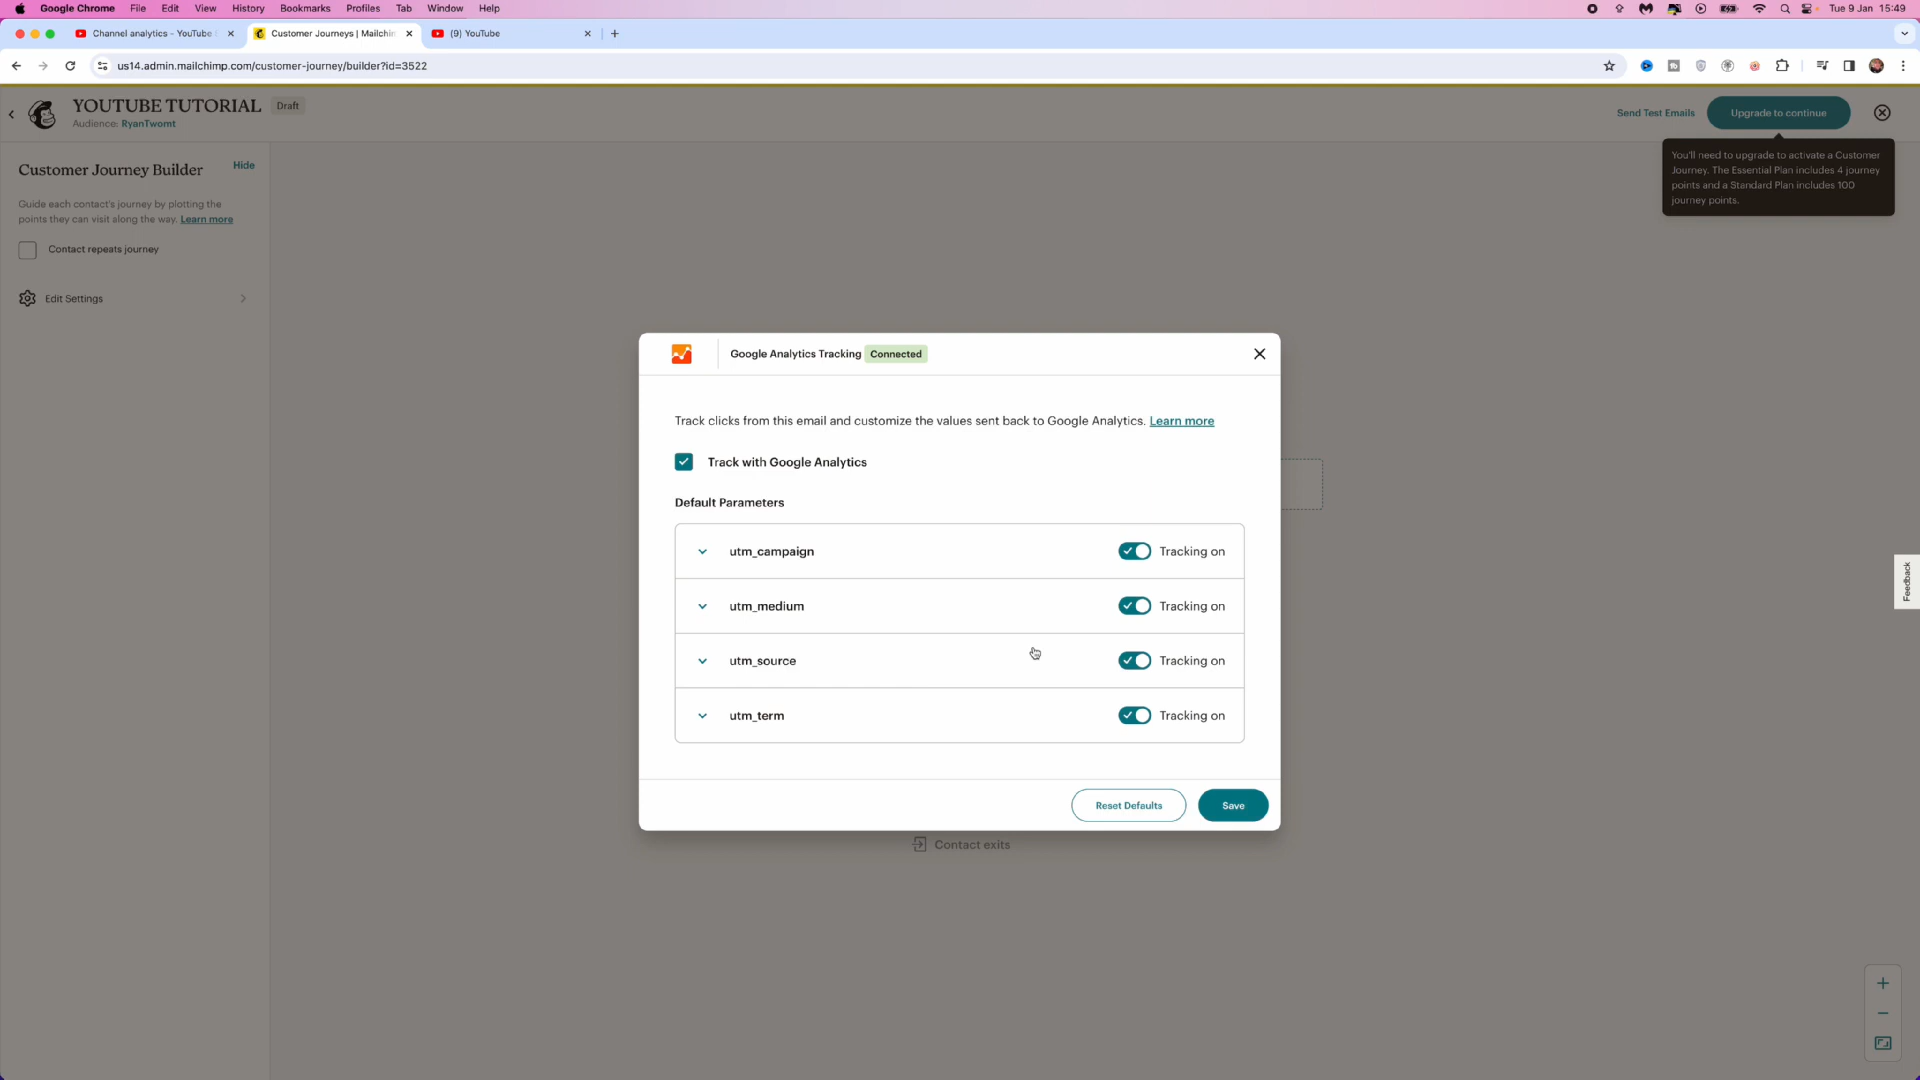 Google Chrome File Edit View History Bookmarks Profiles Tab Window Help Tue 9 Jan 15:49
Channel analytics - YouTube Customer Journeys | Mailchim (9) YouTube
us14.admin.mailchimp.com/customer-journey/builder?id=3522
YOUTUBE TUTORIAL Draft
Audience: RyanTwomt
Send Test Emails Upgrade to continue
You'll need to upgrade to activate a Customer
Journey. The Essential Plan includes 4 journey
points and a Standard Plan includes 100
journey points.
Customer Journey Builder Hide
Guide each contact's journey by plotting the
points they can visit along the way. Learn more
Contact repeats journey
Edit Settings
Google Analytics Tracking Connected
Track clicks from this email and customize the values sent back to Google Analytics. Learn more
Track with Google Analytics
Default Parameters
utm_campaign Tracking on
utm_medium Tracking on
utm_source Tracking on
utm_term Tracking on
Reset Defaults Save
Contact exits
Feedback